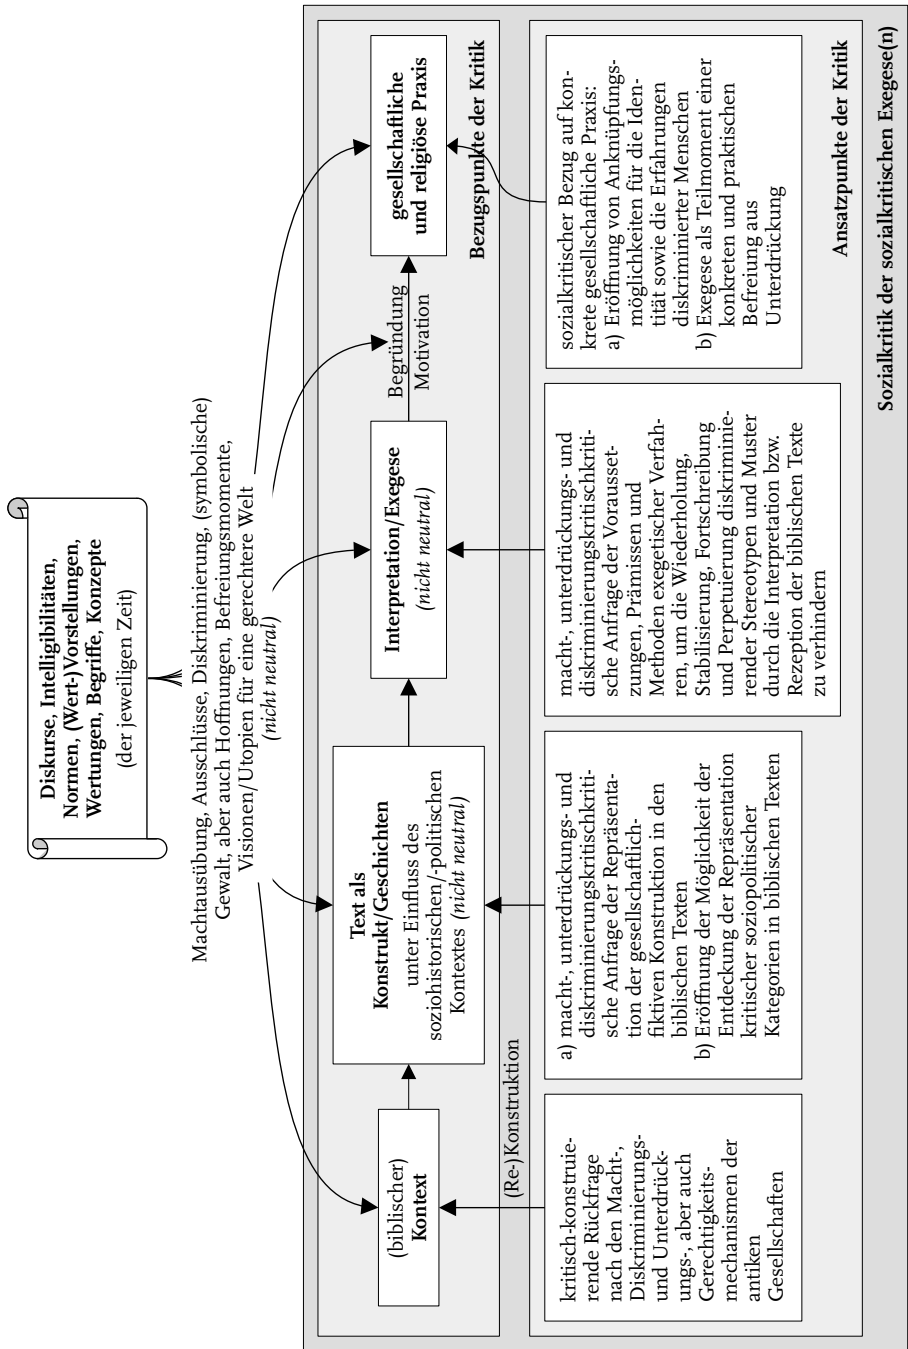 Diskurse, Intelligibilitäten,
Normen, (Wert-)Vorstellungen,
Wertungen, Begriffe, Konzepte
(der jeweiligen Zeit)
Machtausübung, Ausschlüsse, Diskriminierung, (symbolische)
Gewalt, aber auch Hoffnungen, Befreiungsmomente,
Visionen/Utopien für eine gerechtere Welt
(nicht neutral)
(biblischer)
Kontext
Text als
Konstrukt/Geschichten
unter Einfluss des
soziohistorischen/-politischen
Kontextes (nicht neutral)
Interpretation/Exegese
(nicht neutral)
Begründung
Motivation
gesellschaftliche
und religiöse Praxis
Bezugspunkte der Kritik
(Re-)Konstruktion
kritisch-konstruie-
rende Rückfrage
nach den Macht-,
Diskriminierungs-
und Unterdrück-
ungs-, aber auch
Gerechtigkeits-
mechanismen der
antiken
Gesellschaften
a) macht-, unterdrückungs- und
diskriminierungskritischkriti-
sche Anfrage der Repräsenta-
tion der gesellschaftlich-
fiktiven Konstruktion in den
biblischen Texten
b) Eröffnung der Möglichkeit der
Entdeckung der Repräsentation
kritischer soziopolitischer
Kategorien in biblischen Texten
macht-, unterdrückungs- und
diskriminierungskritischkriti-
sche Anfrage der Vorausset-
zungen, Prämissen und
Methoden exegetischer Verfah-
ren, um die Wiederholung,
Stabilisierung, Fortschreibung
und Perpetuierung diskriminie-
render Stereotypen und Muster
durch die Interpretation bzw.
Rezeption der biblischen Texte
zu verhindern
sozialkritischer Bezug auf kon-
krete gesellschaftliche Praxis:
a) Eröffnung von Anknüpfungs-
möglichkeiten für die Iden-
tität sowie die Erfahrungen
diskriminierter Menschen
b) Exegese als Teilmoment einer
konkreten und praktischen
Befreiung aus
Unterdrückung
Ansatzpunkte der Kritik
Sozialkritik der sozialkritischen Exegese(n)